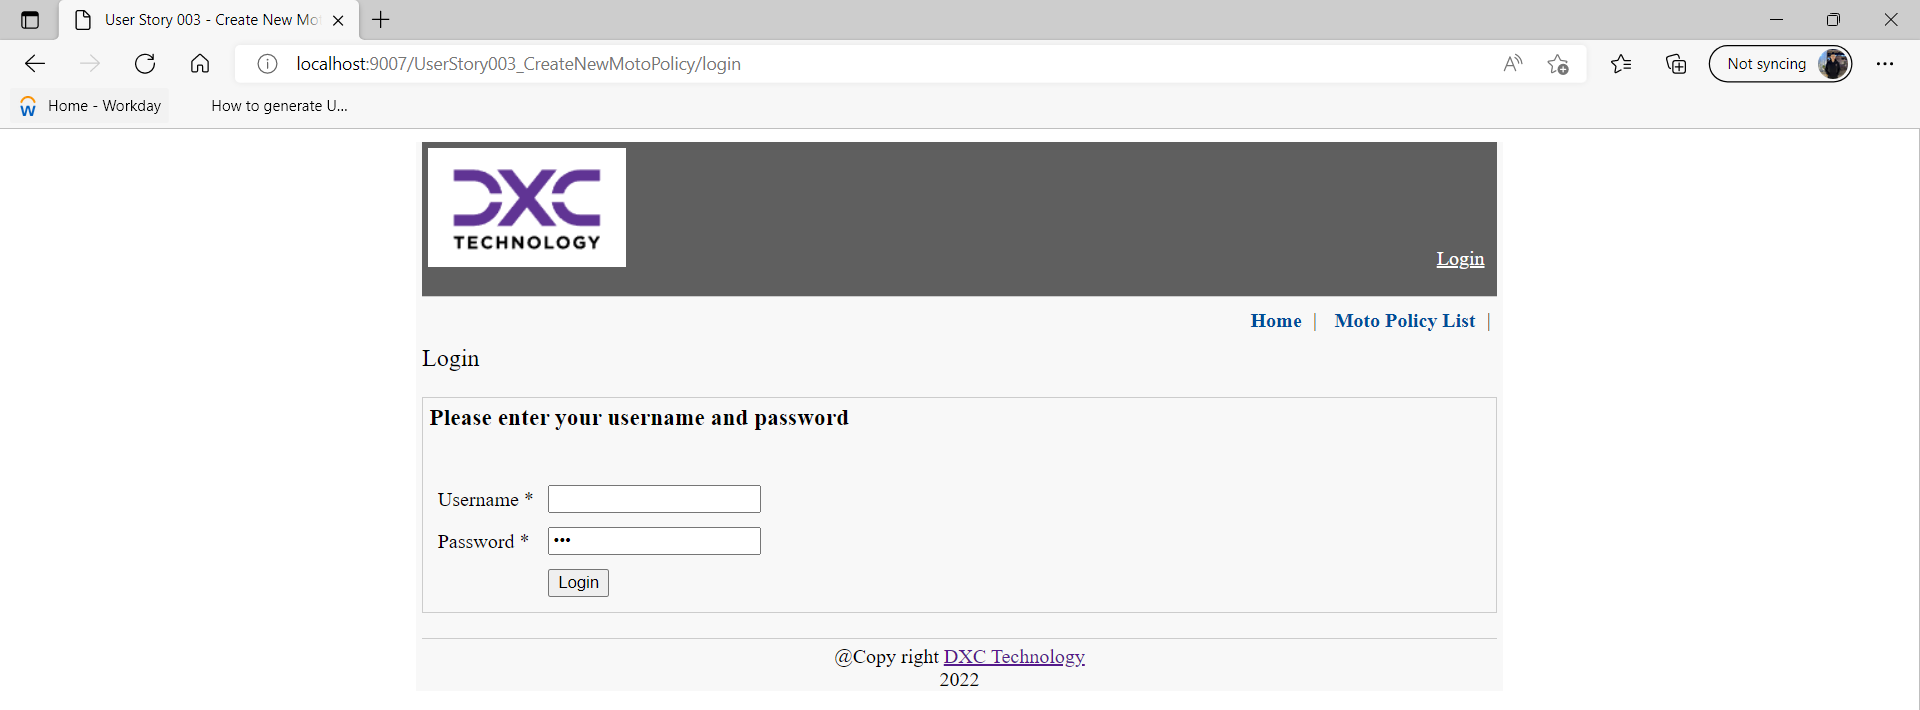 User Story 003 - Create New Mo
localhost:9007/UserStory003_CreateNewMotoPolicy/login
Not syncing
Home - Workday
How to generate U...
DXC
TECHNOLOGY
Login
Home | Moto Policy List |
Login
Please enter your username and password
Username *
Password * •••
Login
@Copy right DXC Technology
2022